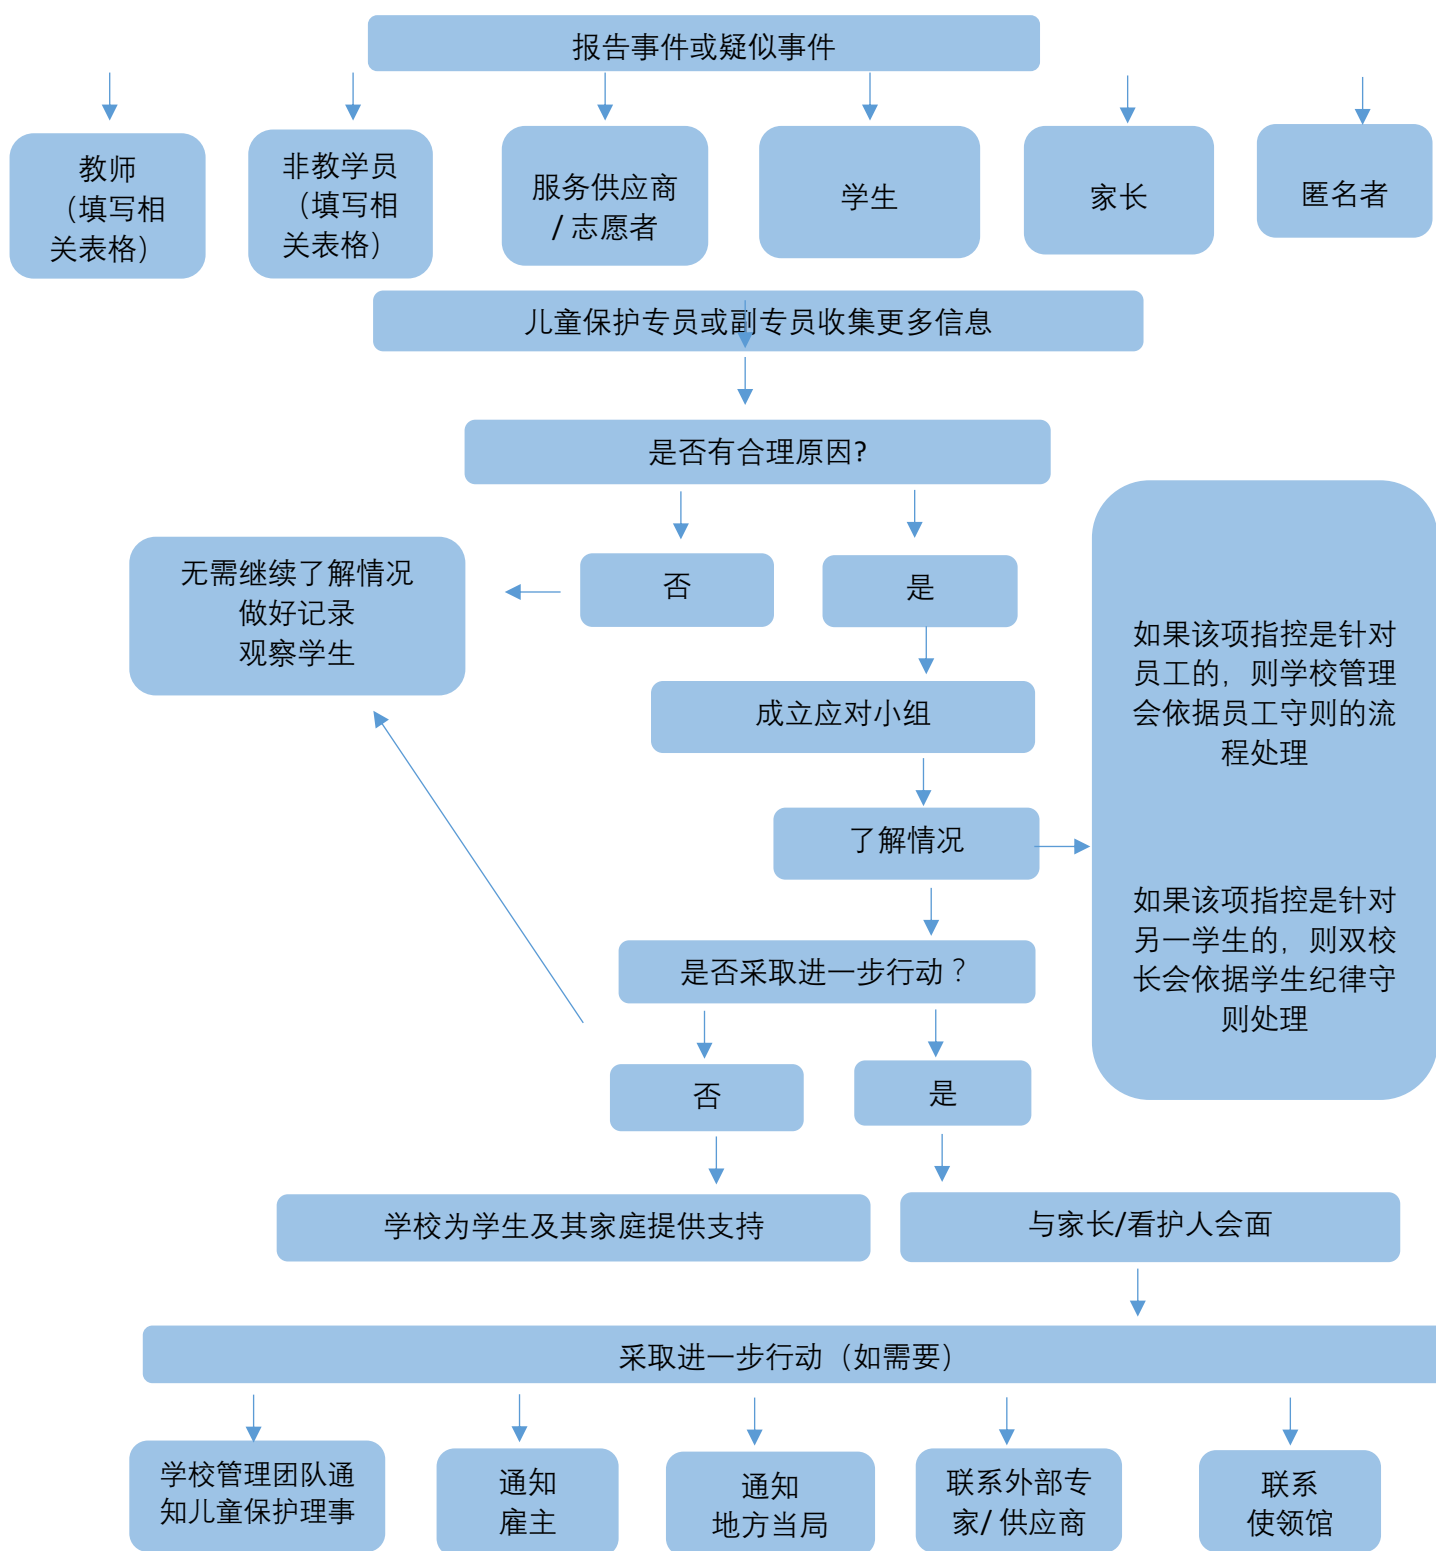 报告事件或疑似事件
教师
（填写相
关表格）
非教学员
（填写相
关表格）
服务供应商
/ 志愿者
学生
家长
匿名者
儿童保护专员或副专员收集更多信息
是否有合理原因?
否
是
无需继续了解情况
做好记录
观察学生
成立应对小组
了解情况
如果该项指控是针对
员工的，则学校管理
会依据员工守则的流
程处理
如果该项指控是针对
另一学生的，则双校
长会依据学生纪律守
则处理
是否采取进一步行动？
否
是
学校为学生及其家庭提供支持
与家长/看护人会面
采取进一步行动（如需要）
学校管理团队通
知儿童保护理事
通知
雇主
通知
地方当局
联系外部专
家/ 供应商
联系
使领馆